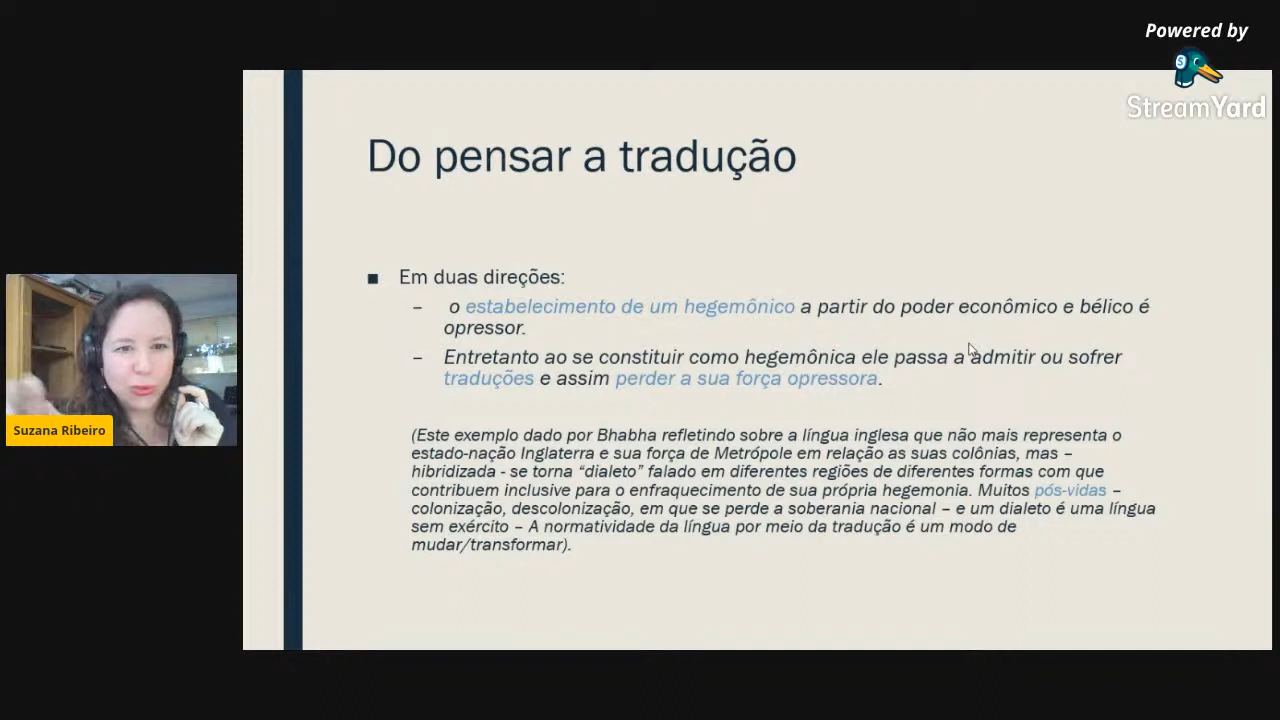 Powered by
StreamYard
Do pensar a tradução
■ Em duas direções:
– o estabelecimento de um hegemônico a partir do poder econômico e bélico é
opressor.
– Entretanto ao se constituir como hegemônica ele passa a admitir ou sofrer
traduções e assim perder a sua força opressora.
(Este exemplo dado por Bhabha refletindo sobre a língua inglesa que não mais representa o
estado-nação Inglaterra e sua força de Metrópole em relação as suas colônias, mas –
hibridizada - se torna “dialeto” falado em diferentes regiões de diferentes formas com que
contribuem inclusive para o enfraquecimento de sua própria hegemonia. Muitos pós-vidas –
colonização, descolonização, em que se perde a soberania nacional – e um dialeto é uma língua
sem exército – A normatividade da língua por meio da tradução é um modo de
mudar/transformar).
Suzana Ribeiro